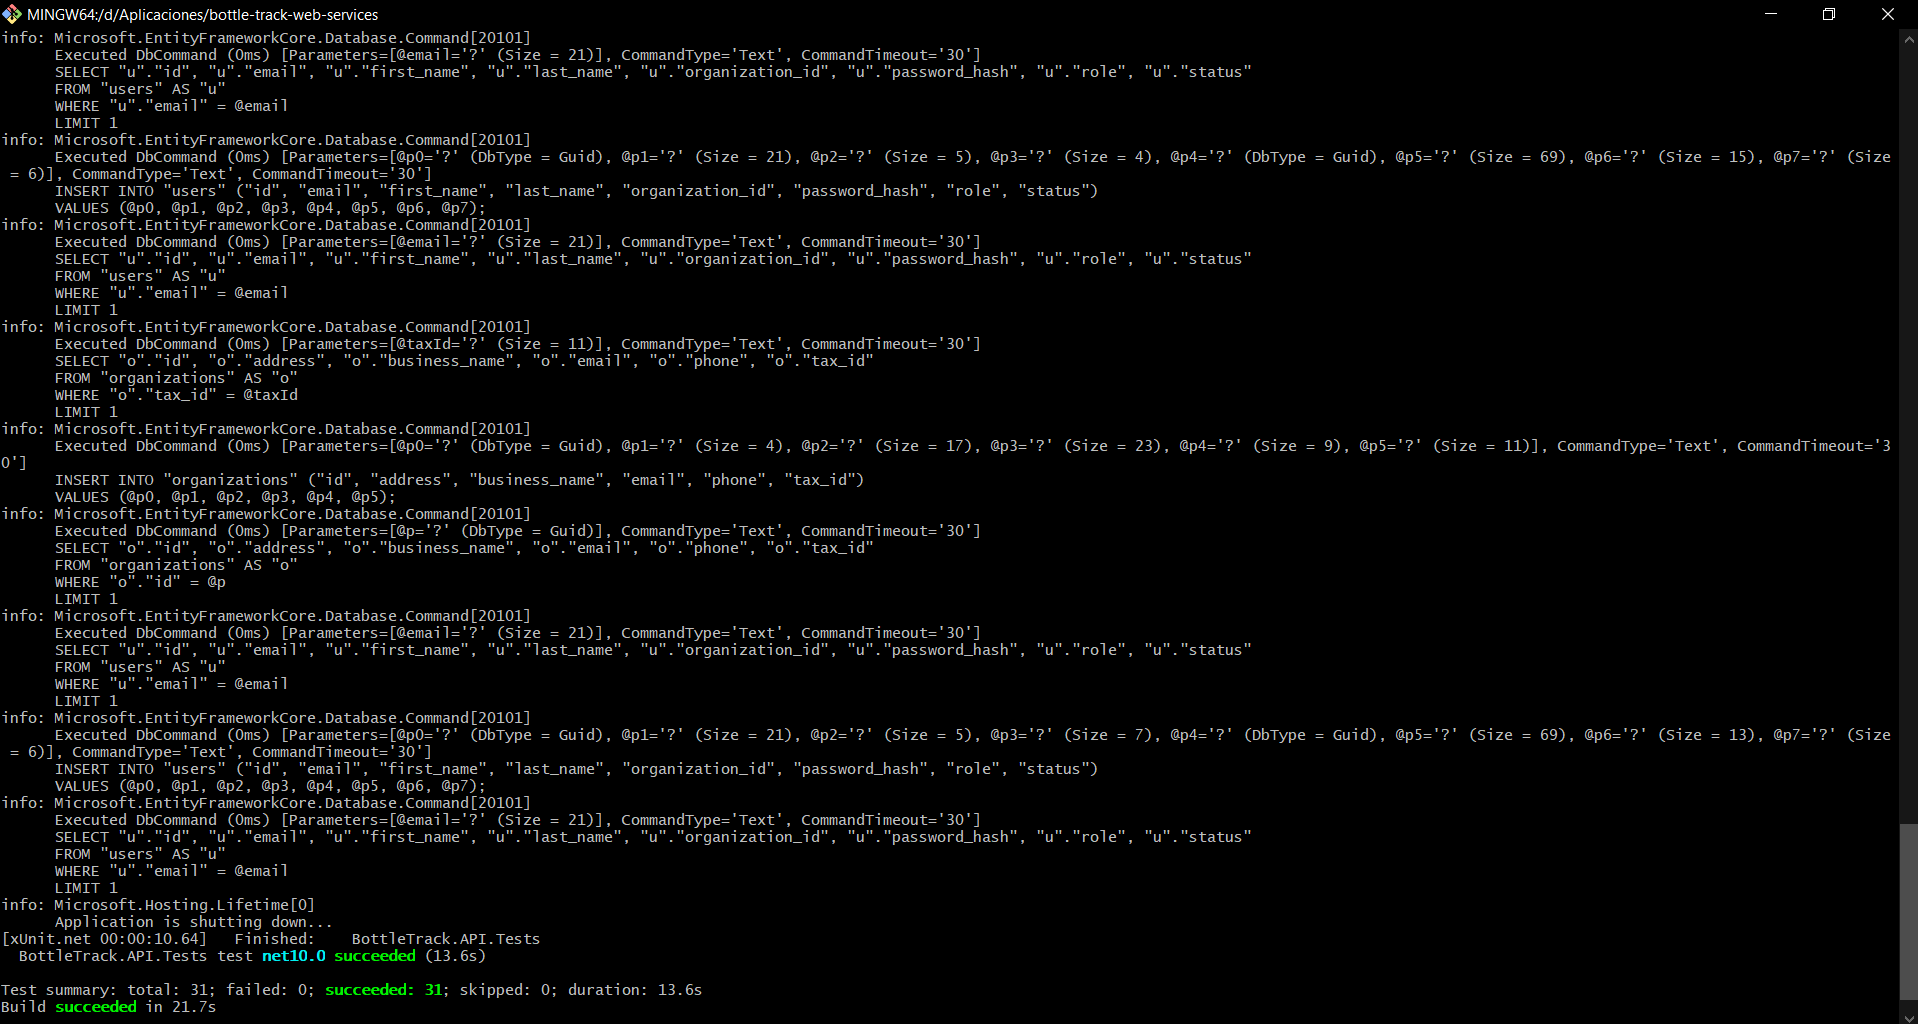 MINGW64:/d/Aplicaciones/bottle-track-web-services
info: Microsoft.EntityFrameworkCore.Database.Command[20101]
      Executed DbCommand (0ms) [Parameters=[@email='?' (Size = 21)], CommandType='Text', CommandTimeout='30']
      SELECT "u"."id", "u"."email", "u"."first_name", "u"."last_name", "u"."organization_id", "u"."password_hash", "u"."role", "u"."status"
      FROM "users" AS "u"
      WHERE "u"."email" = @email
      LIMIT 1
info: Microsoft.EntityFrameworkCore.Database.Command[20101]
      Executed DbCommand (0ms) [Parameters=[@p0='?' (DbType = Guid), @p1='?' (Size = 21), @p2='?' (Size = 5), @p3='?' (Size = 4), @p4='?' (DbType = Guid), @p5='?' (Size = 69), @p6='?' (Size = 15), @p7='?' (Size
 = 6)], CommandType='Text', CommandTimeout='30']
      INSERT INTO "users" ("id", "email", "first_name", "last_name", "organization_id", "password_hash", "role", "status")
      VALUES (@p0, @p1, @p2, @p3, @p4, @p5, @p6, @p7);
info: Microsoft.EntityFrameworkCore.Database.Command[20101]
      Executed DbCommand (0ms) [Parameters=[@email='?' (Size = 21)], CommandType='Text', CommandTimeout='30']
      SELECT "u"."id", "u"."email", "u"."first_name", "u"."last_name", "u"."organization_id", "u"."password_hash", "u"."role", "u"."status"
      FROM "users" AS "u"
      WHERE "u"."email" = @email
      LIMIT 1
info: Microsoft.EntityFrameworkCore.Database.Command[20101]
      Executed DbCommand (0ms) [Parameters=[@taxId='?' (Size = 11)], CommandType='Text', CommandTimeout='30']
      SELECT "o"."id", "o"."address", "o"."business_name", "o"."email", "o"."phone", "o"."tax_id"
      FROM "organizations" AS "o"
      WHERE "o"."tax_id" = @taxId
      LIMIT 1
info: Microsoft.EntityFrameworkCore.Database.Command[20101]
      Executed DbCommand (0ms) [Parameters=[@p0='?' (DbType = Guid), @p1='?' (Size = 4), @p2='?' (Size = 17), @p3='?' (Size = 23), @p4='?' (Size = 9), @p5='?' (Size = 11)], CommandType='Text', CommandTimeout='3
0']
      INSERT INTO "organizations" ("id", "address", "business_name", "email", "phone", "tax_id")
      VALUES (@p0, @p1, @p2, @p3, @p4, @p5);
info: Microsoft.EntityFrameworkCore.Database.Command[20101]
      Executed DbCommand (0ms) [Parameters=[@p='?' (DbType = Guid)], CommandType='Text', CommandTimeout='30']
      SELECT "o"."id", "o"."address", "o"."business_name", "o"."email", "o"."phone", "o"."tax_id"
      FROM "organizations" AS "o"
      WHERE "o"."id" = @p
      LIMIT 1
info: Microsoft.EntityFrameworkCore.Database.Command[20101]
      Executed DbCommand (0ms) [Parameters=[@email='?' (Size = 21)], CommandType='Text', CommandTimeout='30']
      SELECT "u"."id", "u"."email", "u"."first_name", "u"."last_name", "u"."organization_id", "u"."password_hash", "u"."role", "u"."status"
      FROM "users" AS "u"
      WHERE "u"."email" = @email
      LIMIT 1
info: Microsoft.EntityFrameworkCore.Database.Command[20101]
      Executed DbCommand (0ms) [Parameters=[@p0='?' (DbType = Guid), @p1='?' (Size = 21), @p2='?' (Size = 5), @p3='?' (Size = 7), @p4='?' (DbType = Guid), @p5='?' (Size = 69), @p6='?' (Size = 13), @p7='?' (Size
 = 6)], CommandType='Text', CommandTimeout='30']
      INSERT INTO "users" ("id", "email", "first_name", "last_name", "organization_id", "password_hash", "role", "status")
      VALUES (@p0, @p1, @p2, @p3, @p4, @p5, @p6, @p7);
info: Microsoft.EntityFrameworkCore.Database.Command[20101]
      Executed DbCommand (0ms) [Parameters=[@email='?' (Size = 21)], CommandType='Text', CommandTimeout='30']
      SELECT "u"."id", "u"."email", "u"."first_name", "u"."last_name", "u"."organization_id", "u"."password_hash", "u"."role", "u"."status"
      FROM "users" AS "u"
      WHERE "u"."email" = @email
      LIMIT 1
info: Microsoft.Hosting.Lifetime[0]
      Application is shutting down...
[xUnit.net 00:00:10.64]   Finished:    BottleTrack.API.Tests
  BottleTrack.API.Tests test net10.0 succeeded (13.6s)
Test summary: total: 31; failed: 0; succeeded: 31; skipped: 0; duration: 13.6s
Build succeeded in 21.7s